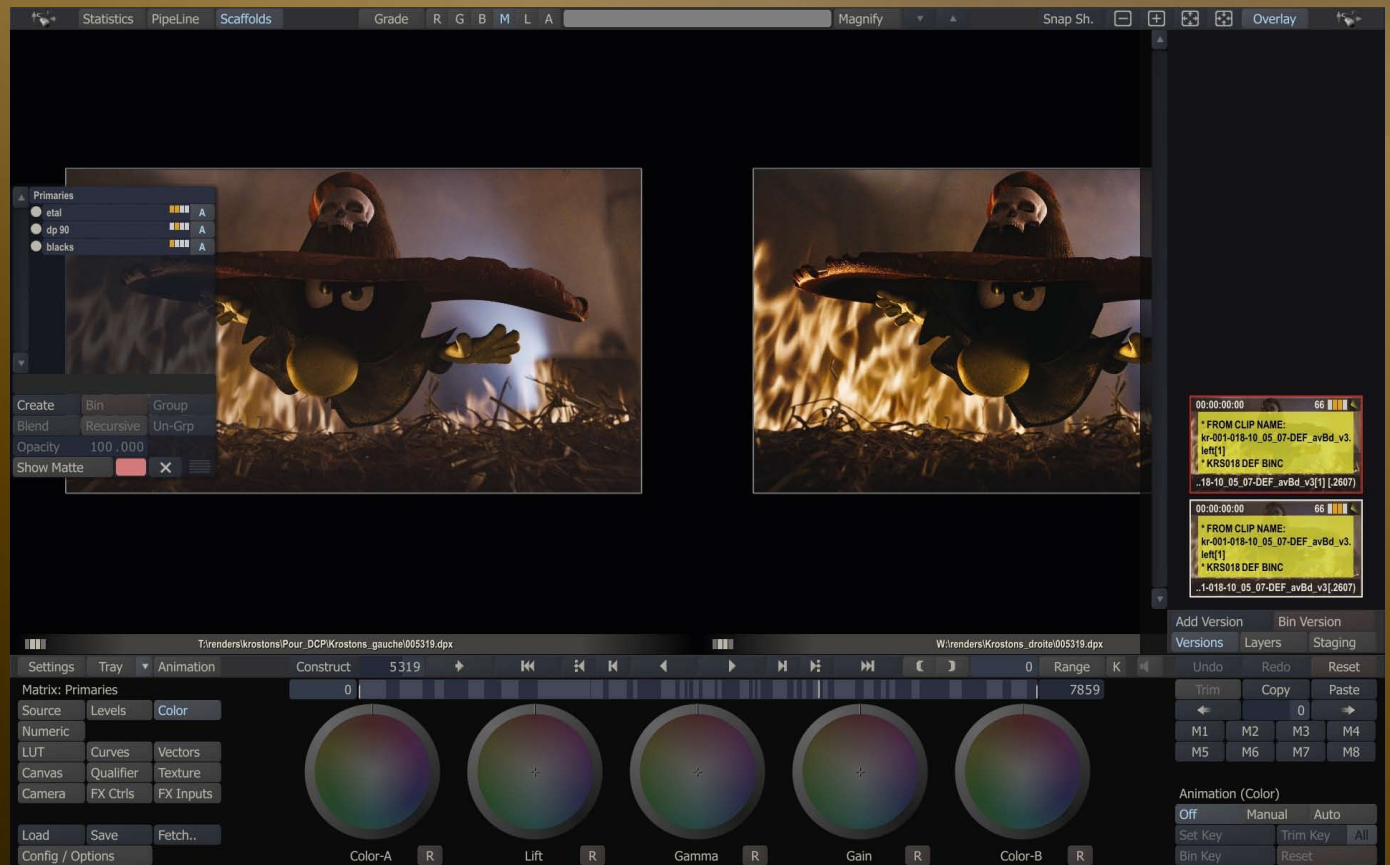 Statistics PipeLine Scaffolds Grade R G B M L A Magnify Snap Sh. Overlay
Primaries
etal A
dp 90 A
blacks A
Create Bin Group
Blend Recursive Un-Grp
Opacity 100.000
Show Matte
00:00:00:00 66
* FROM CLIP NAME:
kr-001-018-10_05_07-DEF_avBd_v3.
left[1]
* KRS018 DEF BINC
..18-10_05_07-DEF_avBd_v3[1] [.2607)
00:00:00:00 66
* FROM CLIP NAME:
kr-001-018-10_05_07-DEF_avBd_v3.
left[1]
* KRS018 DEF BINC
..1-018-10_05_07-DEF_avBd_v3[.2607)
Add Version Bin Version
Versions Layers Staging
T:\renders\krostons\Pour_DCP\Krostons_gauche\005319.dpx W:\renders\Krostons_droite\005319.dpx
Settings Tray Animation Construct 5319 0 Range K Undo Redo Reset
Matrix: Primaries 0 7859 Trim Copy Paste
Source Levels Color 0
Numeric M1 M2 M3 M4
LUT Curves Vectors M5 M6 M7 M8
Canvas Qualifier Texture
Camera FX Ctrls FX Inputs Animation (Color)
Off Manual Auto
Load Save Fetch.. Set Key Trim Key All
Config / Options Color-A R Lift R Gamma R Gain R Color-B R Bin Key Reset